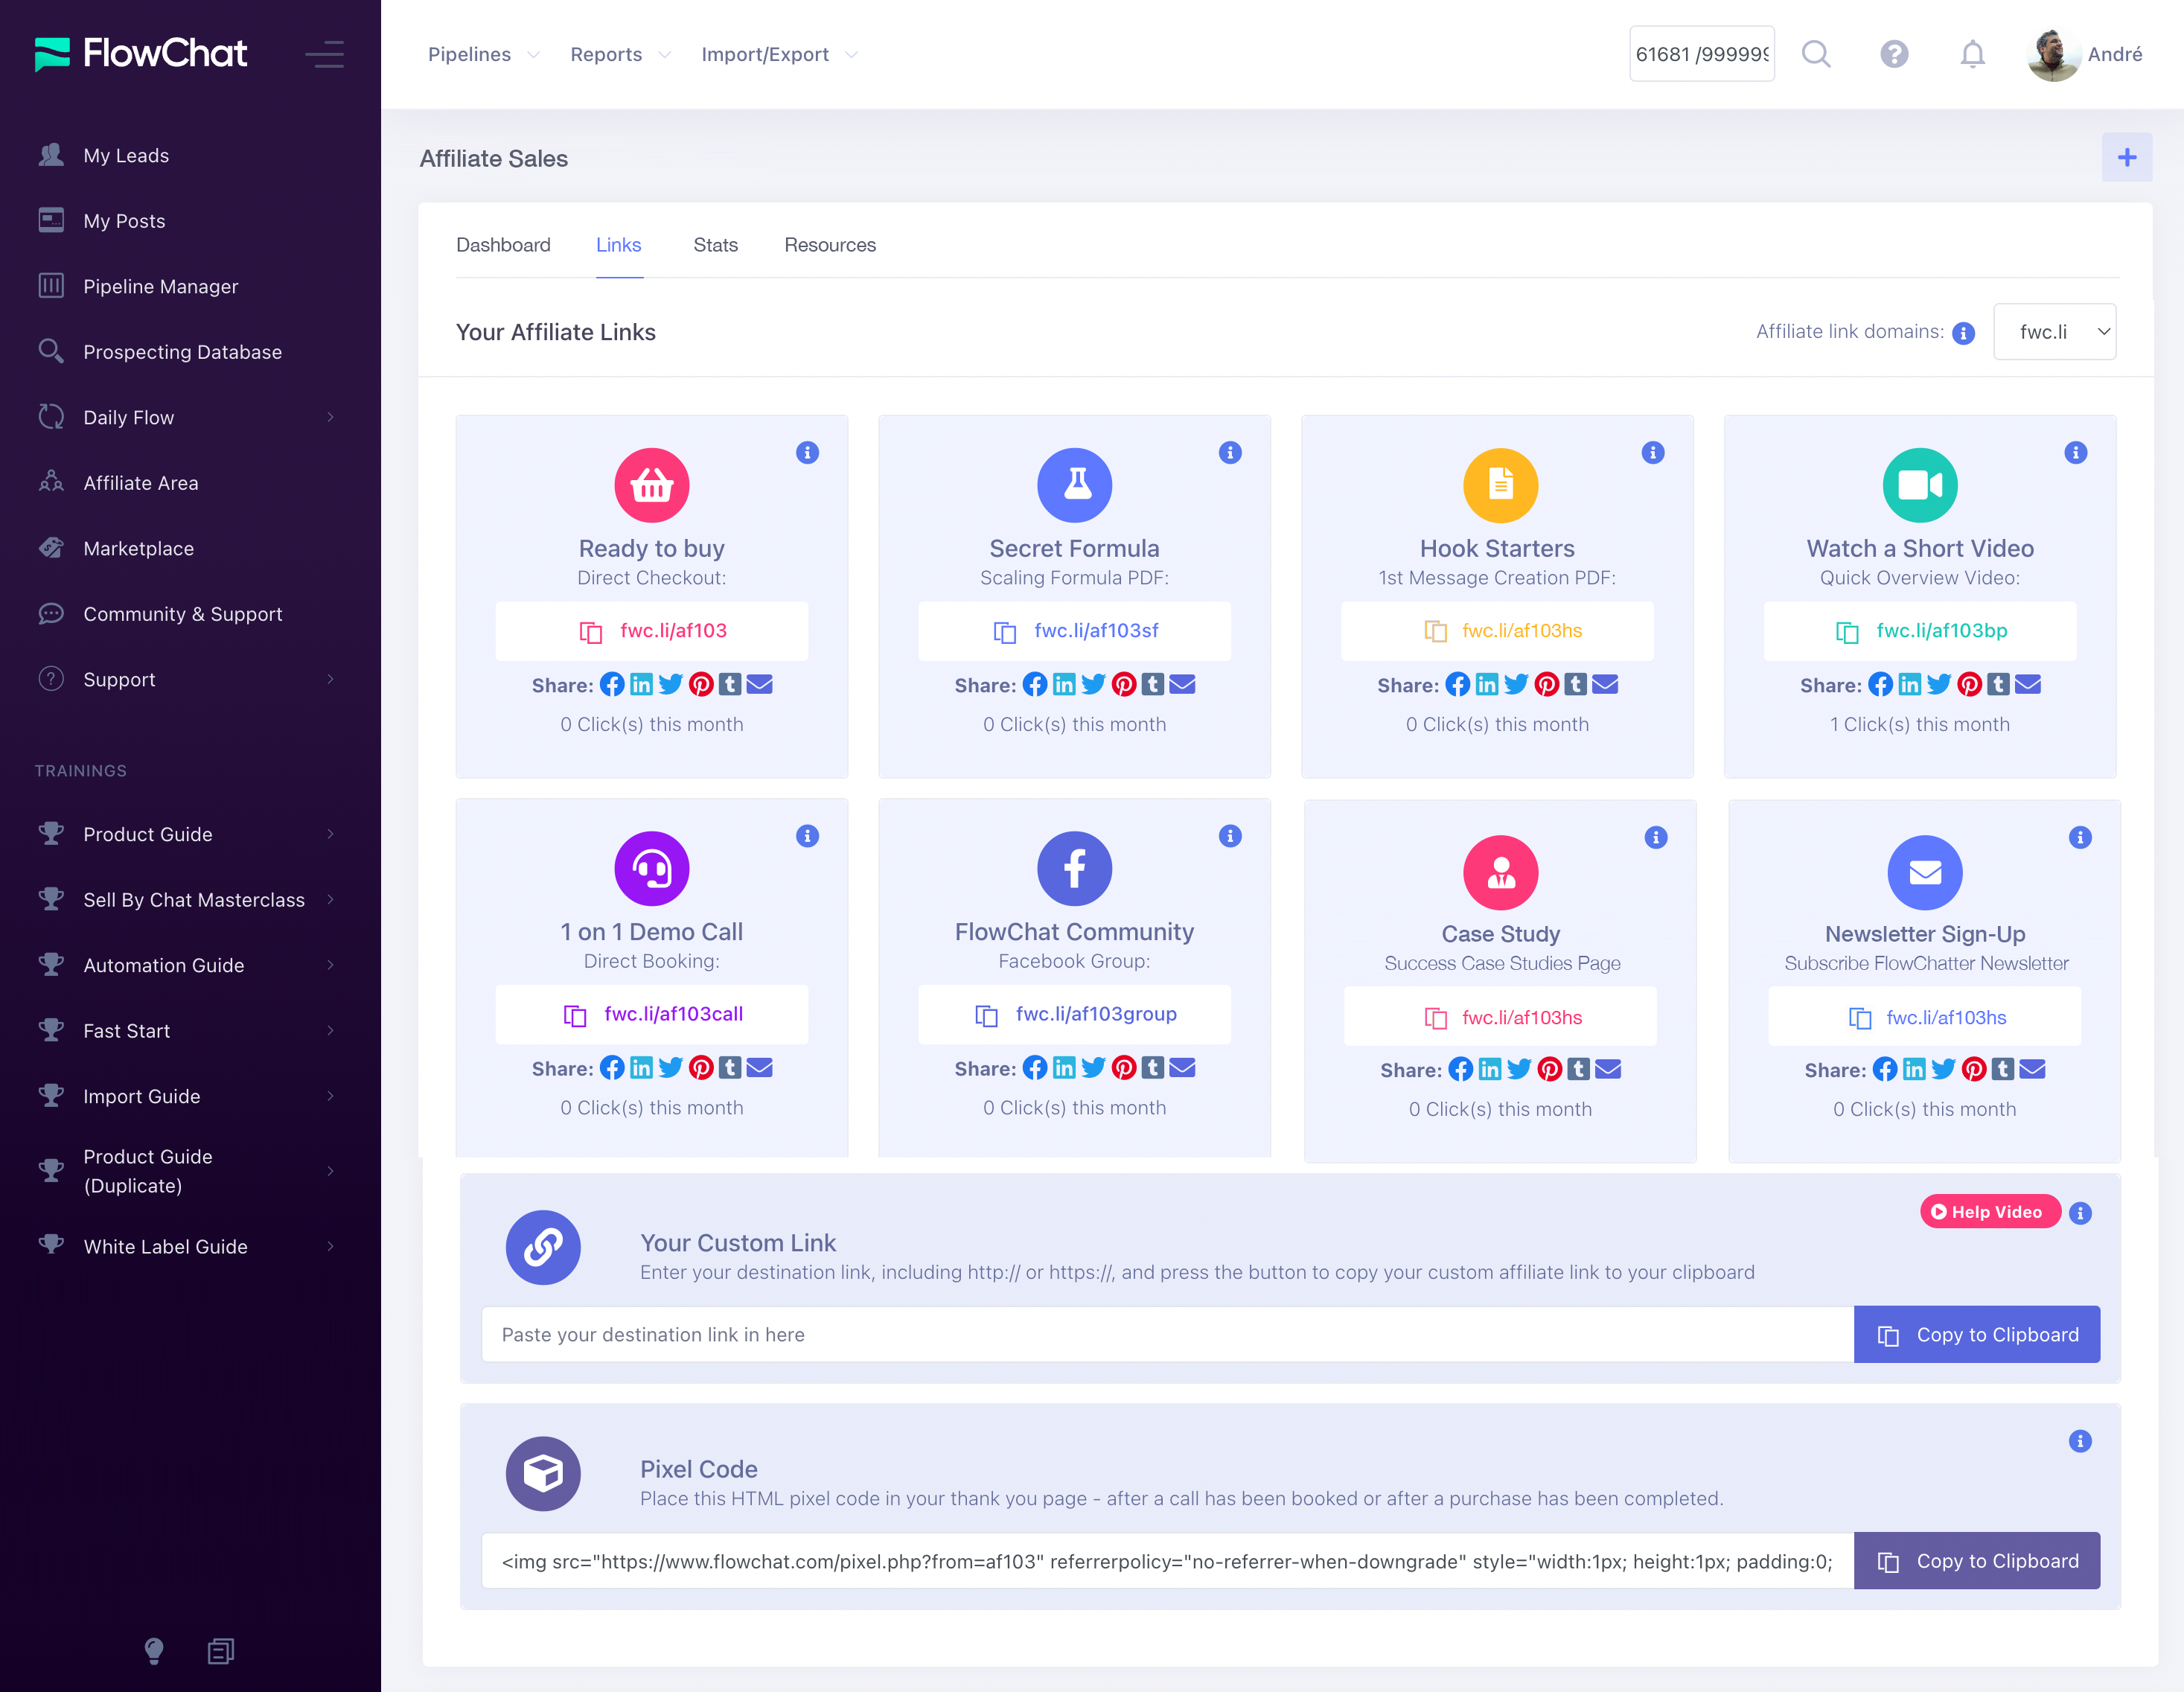 FlowChat
Pipelines
Reports
Import/Export
61681 /999999
André
My Leads
My Posts
Pipeline Manager
Prospecting Database
Daily Flow
Affiliate Area
Marketplace
Community & Support
Support
TRAININGS
Product Guide
Sell By Chat Masterclass
Automation Guide
Fast Start
Import Guide
Product Guide
(Duplicate)
White Label Guide
Affiliate Sales
Dashboard
Links
Stats
Resources
Your Affiliate Links
Affiliate link domains:
fwc.li
Ready to buy
Direct Checkout:
fwc.li/af103
Share:
0 Click(s) this month
Secret Formula
Scaling Formula PDF:
fwc.li/af103sf
Share:
0 Click(s) this month
Hook Starters
1st Message Creation PDF:
fwc.li/af103hs
Share:
0 Click(s) this month
Watch a Short Video
Quick Overview Video:
fwc.li/af103bp
Share:
1 Click(s) this month
1 on 1 Demo Call
Direct Booking:
fwc.li/af103call
Share:
0 Click(s) this month
FlowChat Community
Facebook Group:
fwc.li/af103group
Share:
0 Click(s) this month
Case Study
Success Case Studies Page
fwc.li/af103hs
Share:
0 Click(s) this month
Newsletter Sign-Up
Subscribe FlowChatter Newsletter
fwc.li/af103hs
Share:
0 Click(s) this month
Help Video
Your Custom Link
Enter your destination link, including http:// or https://, and press the button to copy your custom affiliate link to your clipboard
Paste your destination link in here
Copy to Clipboard
Pixel Code
Place this HTML pixel code in your thank you page - after a call has been booked or after a purchase has been completed.
<img src="https://www.flowchat.com/pixel.php?from=af103" referrerpolicy="no-referrer-when-downgrade" style="width:1px; height:1px; padding:0;
Copy to Clipboard